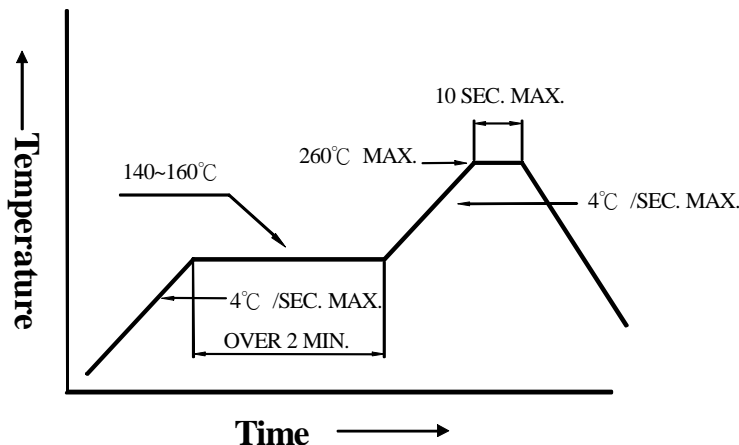 10 SEC. MAX.
260℃ MAX.
140~160℃
4℃ /SEC. MAX.
4℃ /SEC. MAX.
OVER 2 MIN.
Temperature
Time